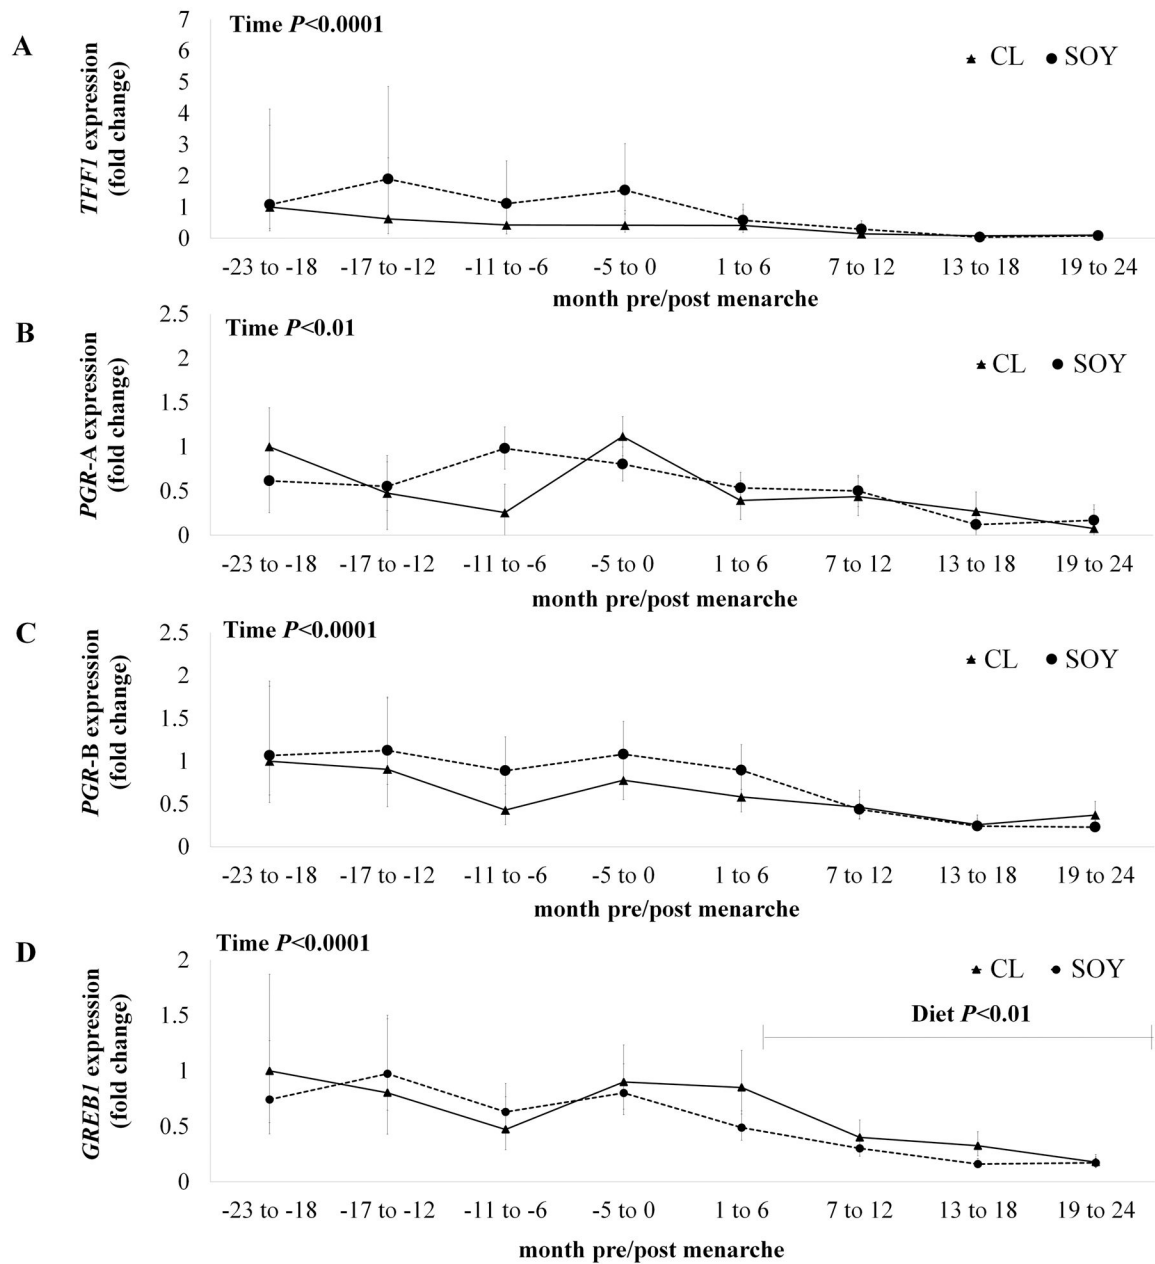 A
TFF1 expression
(fold change)
Time P<0.0001
CL SOY
7
6
5
4
3
2
1
0
-23 to -18 -17 to -12 -11 to -6 -5 to 0 1 to 6 7 to 12 13 to 18 19 to 24
month pre/post menarche
B
PGR-A expression
(fold change)
Time P<0.01
CL SOY
2.5
2
1.5
1
0.5
0
-23 to -18 -17 to -12 -11 to -6 -5 to 0 1 to 6 7 to 12 13 to 18 19 to 24
month pre/post menarche
C
PGR-B expression
(fold change)
Time P<0.0001
CL SOY
2.5
2
1.5
1
0.5
0
-23 to -18 -17 to -12 -11 to -6 -5 to 0 1 to 6 7 to 12 13 to 18 19 to 24
month pre/post menarche
D
GREB1 expression
(fold change)
Time P<0.0001
CL SOY
Diet P<0.01
2
1.5
1
0.5
0
-23 to -18 -17 to -12 -11 to -6 -5 to 0 1 to 6 7 to 12 13 to 18 19 to 24
month pre/post menarche